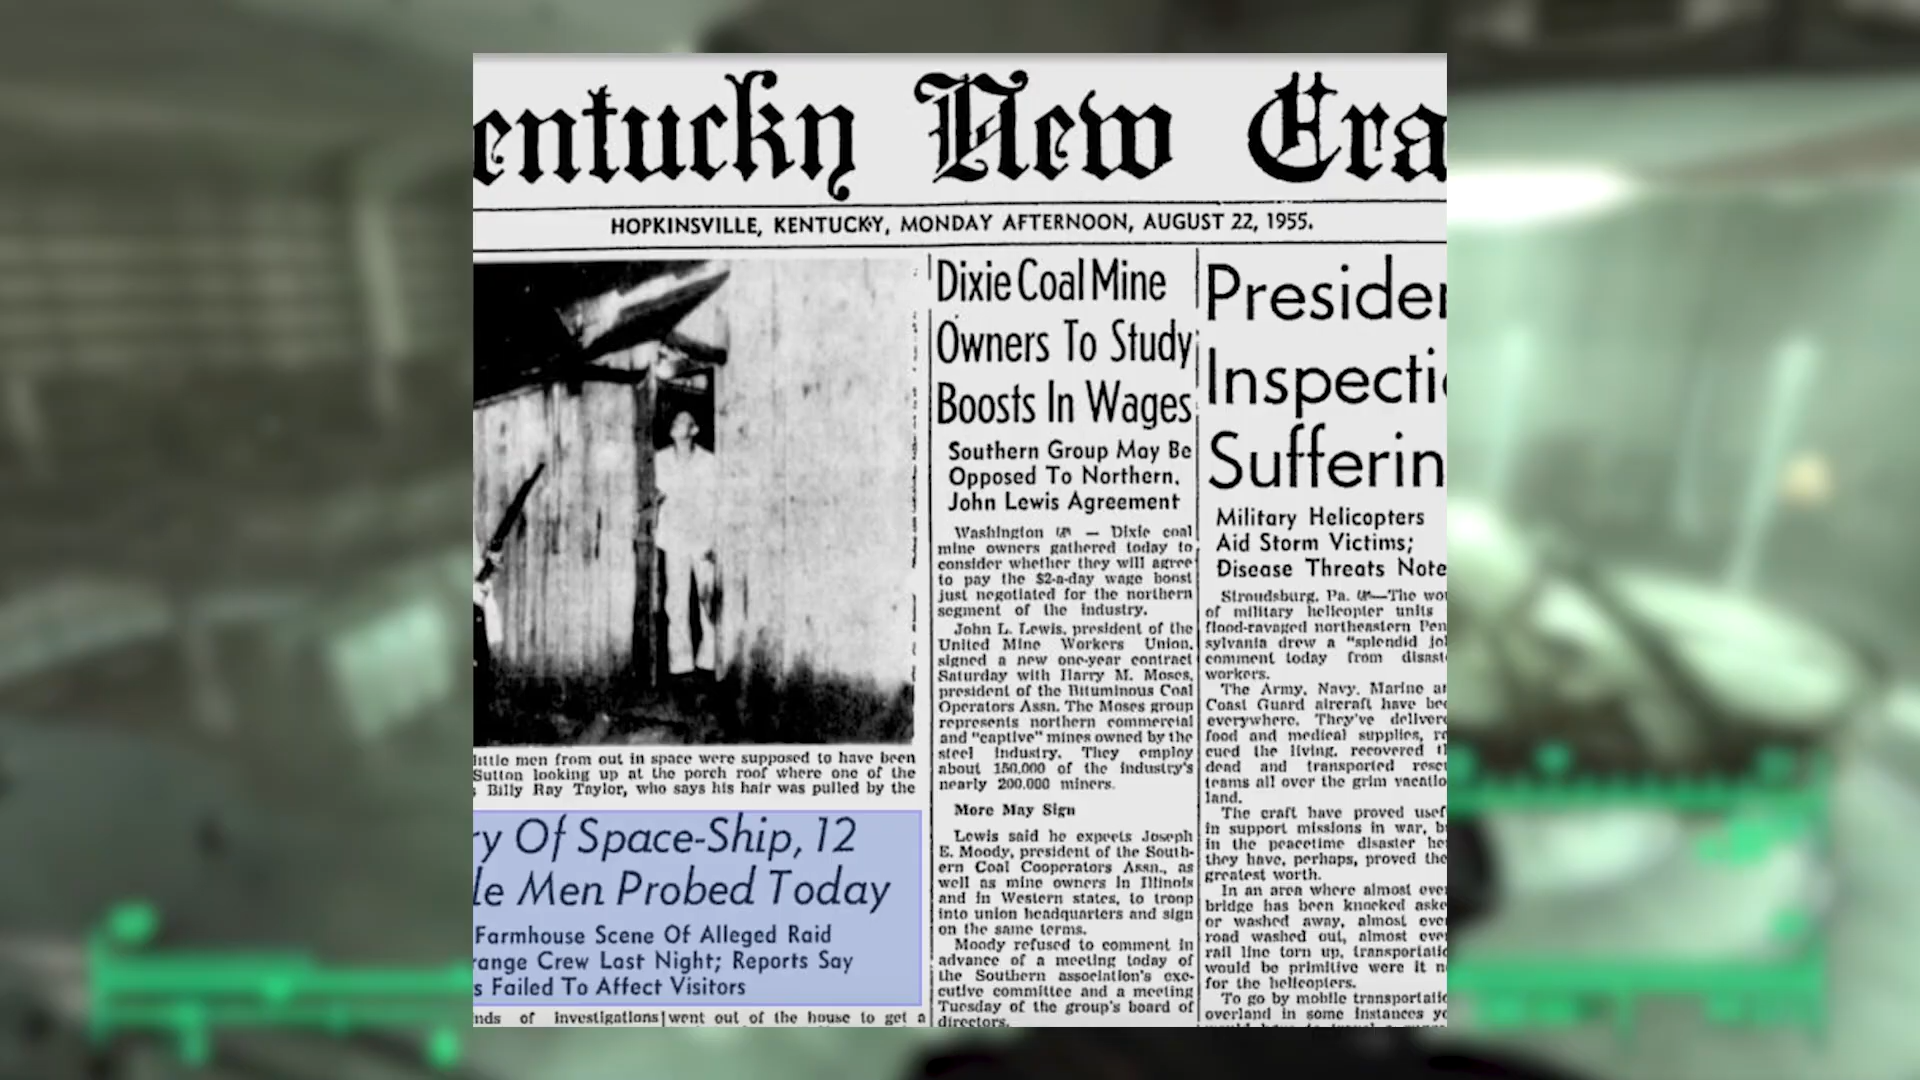 entucky New Era
HOPKINSVILLE, KENTUCKY, MONDAY AFTERNOON, AUGUST 22, 1955.
little men from out in space were supposed to have been
Sutton looking up at the porch roof where one of the
Billy Ray Taylor, who says his hair was pulled by the
ry Of Space-Ship, 12
le Men Probed Today
Farmhouse Scene Of Alleged Raid
range Crew Last Night; Reports Say
s Failed To Affect Visitors
nds of investigations
went out of the house to get a
Dixie Coal Mine
Owners To Study
Boosts In Wages
Southern Group May Be
Opposed To Northern,
John Lewis Agreement
Washington — Dixie coal
mine owners gathered today to
consider whether they will agree
to pay the $2-a-day wage boost
just negotiated for the northern
segment of the industry.
John L. Lewis, president of the
United Mine Workers Union,
signed a new one-year contract
Saturday with Harry M. Moses,
president of the Bituminous Coal
Operators Assn. The Moses group
represents northern commercial
and "captive" mines owned by the
steel industry. They employ
about 150,000 of the industry's
nearly 200,000 miners.
More May Sign
Lewis said he expects Joseph
E. Moody, president of the South-
ern Coal Cooperators Assn., as
well as mine owners in Illinois
and in Western states, to troop
into union headquarters and sign
on the same terms.
Moody refused to comment in
advance of a meeting today of
the Southern association's exe-
cutive committee and a meeting
Tuesday of the group's board of
directors.
Presiden
Inspectio
Sufferin
Military Helicopters
Aid Storm Victims;
Disease Threats Note
Stroudsburg, Pa. —The wor
of military helicopter units
flood-ravaged northeastern Pen
sylvania drew a "splendid jo
comment today from disast
workers.
The Army, Navy, Marine an
Coast Guard aircraft have bee
everywhere. They've delivere
food and medical supplies, re
cued the living, recovered th
dead and transported resc
teams all over the grim vacatio
land.
The craft have proved usef
in support missions in war, b
in the peacetime disaster he
they have, perhaps, proved the
greatest worth.
In an area where almost eve
bridge has been knocked aske
or washed away, almost eve
road washed out, almost eve
rail line torn up, transportatio
would be primitive were it n
for the helicopters.
To go by mobile transportatio
overland in some instances yo